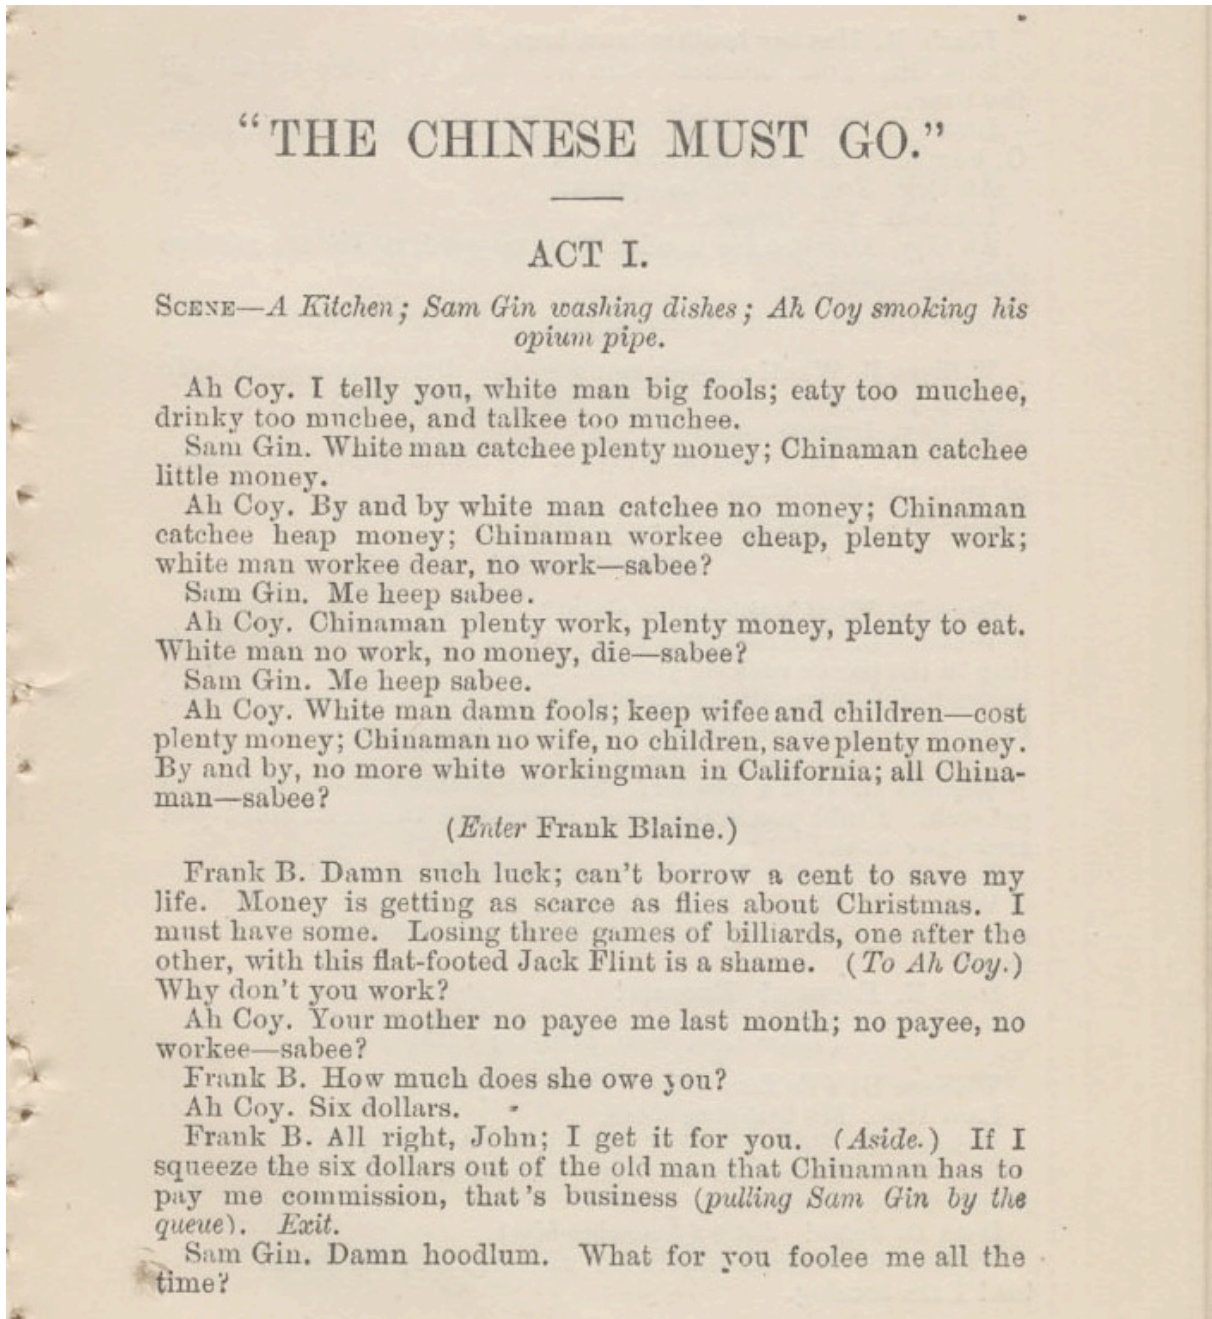 “THE CHINESE MUST GO.”
ACT I.
SCENE—A Kitchen; Sam Gin washing dishes; Ah Coy smoking his
opium pipe.
Ah Coy. I telly you, white man big fools; eaty too muchee,
drinky too muchee, and talkee too muchee.
Sam Gin. White man catchee plenty money; Chinaman catchee
little money.
Ah Coy. By and by white man catchee no money; Chinaman
catchee heap money; Chinaman workee cheap, plenty work;
white man workee dear, no work—sabee?
Sam Gin. Me heep sabee.
Ah Coy. Chinaman plenty work, plenty money, plenty to eat.
White man no work, no money, die—sabee?
Sam Gin. Me heep sabee.
Ah Coy. White man damn fools; keep wifee and children—cost
plenty money; Chinaman no wife, no children, save plenty money.
By and by, no more white workingman in California; all China-
man—sabee?
(Enter Frank Blaine.)
Frank B. Damn such luck; can't borrow a cent to save my
life. Money is getting as scarce as flies about Christmas. I
must have some. Losing three games of billiards, one after the
other, with this flat-footed Jack Flint is a shame. (To Ah Coy.)
Why don't you work?
Ah Coy. Your mother no payee me last month; no payee, no
workee—sabee?
Frank B. How much does she owe you?
Ah Coy. Six dollars.
Frank B. All right, John; I get it for you. (Aside.) If I
squeeze the six dollars out of the old man that Chinaman has to
pay me commission, that's business (pulling Sam Gin by the
queue). Exit.
Sam Gin. Damn hoodlum. What for you foolee me all the
time?